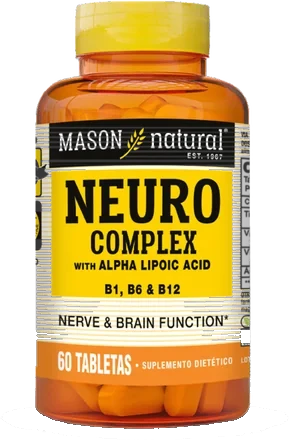 MASON natural®
EST. 1967
NEURO
COMPLEX
WITH ALPHA LIPOIC ACID
B1, B6 & B12
NERVE & BRAIN FUNCTION*
60 TABLETAS • SUPLEMENTO DIETÉTICO